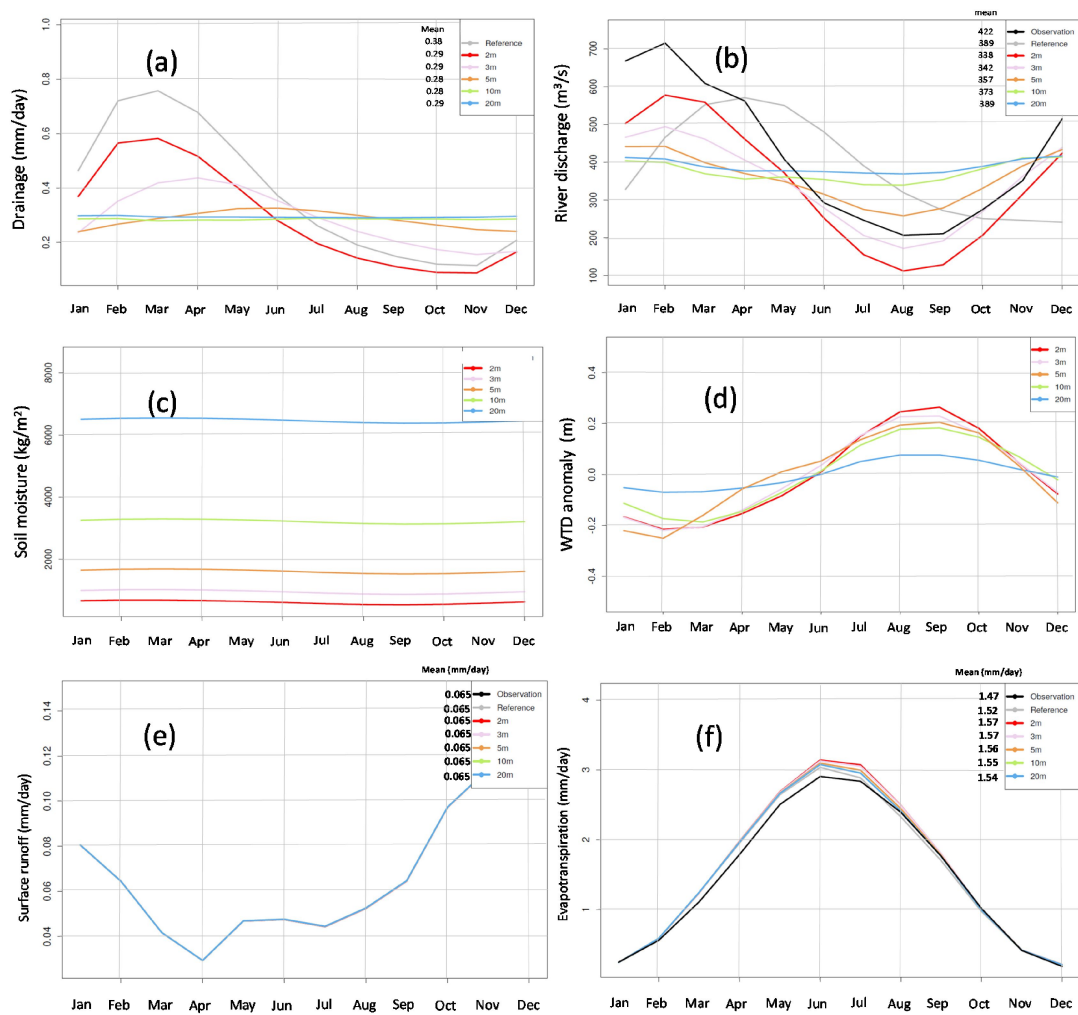 Mean
0.38 Reference
0.29 2m
0.29 3m
0.28 5m
0.28 10m
0.29 20m
(a)
Drainage (mm/day)
1.0
0.8
0.6
0.4
0.2
Jan Feb Mar Apr May Jun Jul Aug Sep Oct Nov Dec
mean
422 Observation
389 Reference
338 2m
342 3m
357 5m
373 10m
389 20m
(b)
River discharge (m³/s)
700
600
500
400
300
200
100
Jan Feb Mar Apr May Jun Jul Aug Sep Oct Nov Dec
2m
3m
5m
10m
20m
(c)
Soil moisture (kg/m²)
8000
6000
4000
2000
Jan Feb Mar Apr May Jun Jul Aug Sep Oct Nov Dec
2m
3m
5m
10m
20m
(d)
WTD anomaly (m)
0.4
0.2
0.0
-0.2
-0.4
Jan Feb Mar Apr May Jun Jul Aug Sep Oct Nov Dec
Mean (mm/day)
0.065 Observation
0.065 Reference
0.065 2m
0.065 3m
0.065 5m
0.065 10m
0.065 20m
(e)
Surface runoff (mm/day)
0.14
0.12
0.10
0.08
0.06
0.04
Jan Feb Mar Apr May Jun Jul Aug Sep Oct Nov Dec
Mean (mm/day)
1.47 Observation
1.52 Reference
1.57 2m
1.57 3m
1.56 5m
1.55 10m
1.54 20m
(f)
Evapotranspiration (mm/day)
4
3
2
1
Jan Feb Mar Apr May Jun Jul Aug Sep Oct Nov Dec